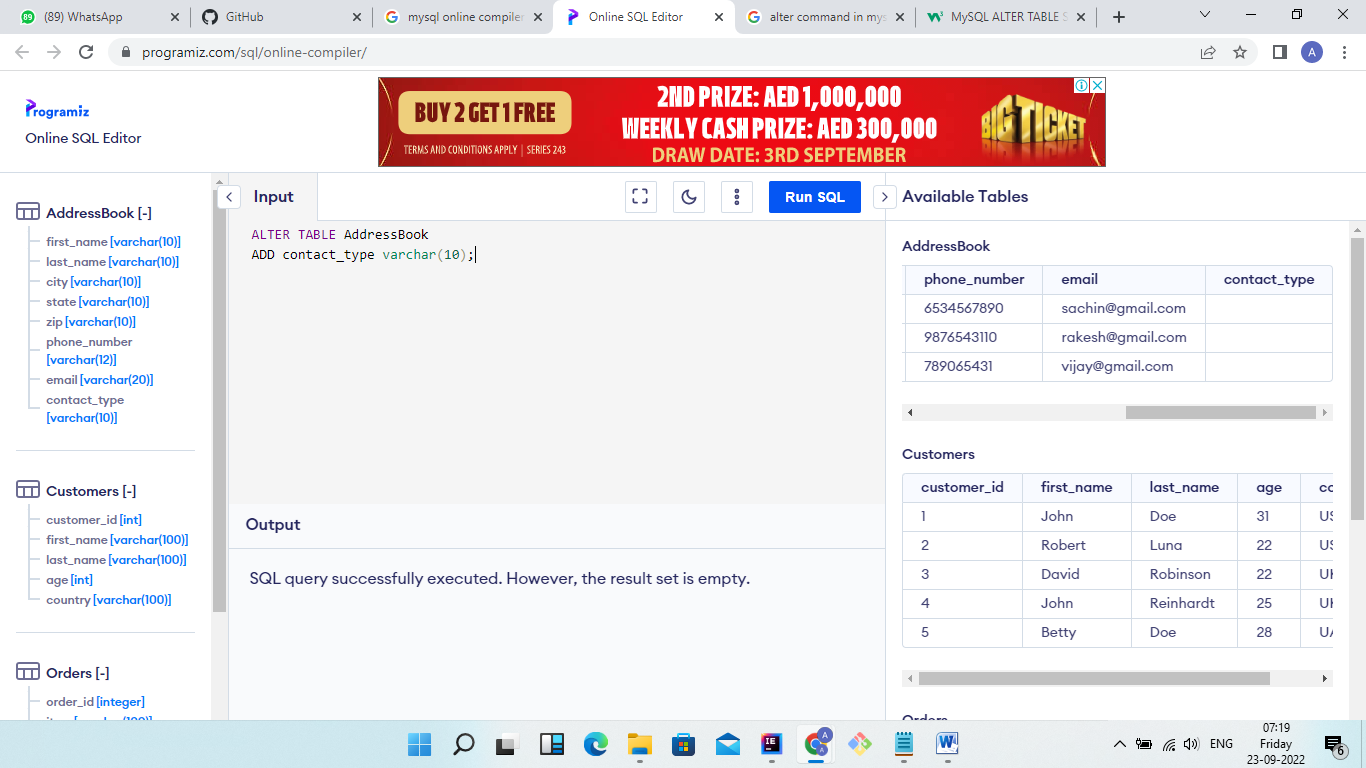 (89) WhatsApp
GitHub
mysql online compiler
Online SQL Editor
alter command in mys
MySQL ALTER TABLE S
programiz.com/sql/online-compiler/
A
Programiz
Online SQL Editor
BUY 2 GET 1 FREE
TERMS AND CONDITIONS APPLY | SERIES 243
2ND PRIZE: AED 1,000,000
WEEKLY CASH PRIZE: AED 300,000
DRAW DATE: 3RD SEPTEMBER
BIG TICKET
AddressBook [-]
first_name [varchar(10)]
last_name [varchar(10)]
city [varchar(10)]
state [varchar(10)]
zip [varchar(10)]
phone_number
[varchar(12)]
email [varchar(20)]
contact_type
[varchar(10)]
Customers [-]
customer_id [int]
first_name [varchar(100)]
last_name [varchar(100)]
age [int]
country [varchar(100)]
Orders [-]
order_id [integer]
Input
Run SQL
ALTER TABLE AddressBook
ADD contact_type varchar(10);
Output
SQL query successfully executed. However, the result set is empty.
Available Tables
AddressBook
phone_number email contact_type
6534567890 sachin@gmail.com
9876543110 rakesh@gmail.com
789065431 vijay@gmail.com
Customers
customer_id first_name last_name age co
1 John Doe 31 US
2 Robert Luna 22 US
3 David Robinson 22 UK
4 John Reinhardt 25 UK
5 Betty Doe 28 UA
Orders
ENG
07:19
Friday
23-09-2022
6